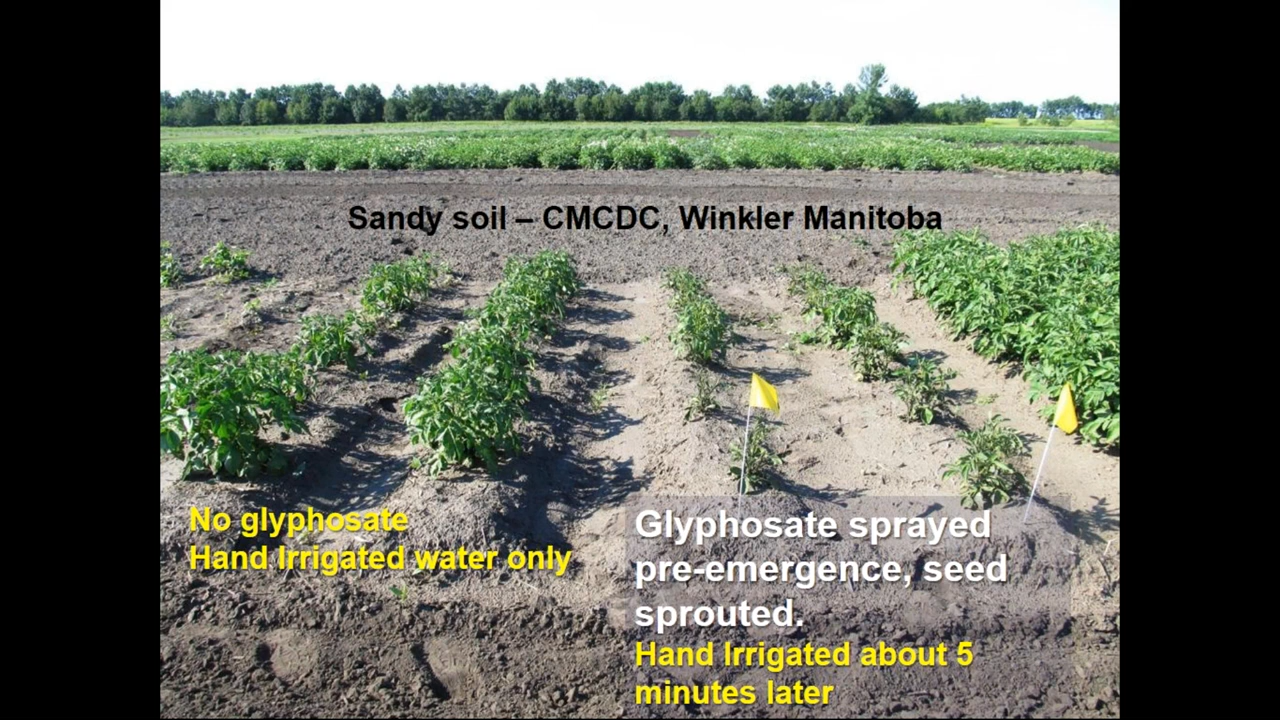 Sandy soil – CMCDC, Winkler Manitoba
No glyphosate
Hand Irrigated water only
Glyphosate sprayed
pre-emergence, seed
sprouted.
Hand Irrigated about 5
minutes later